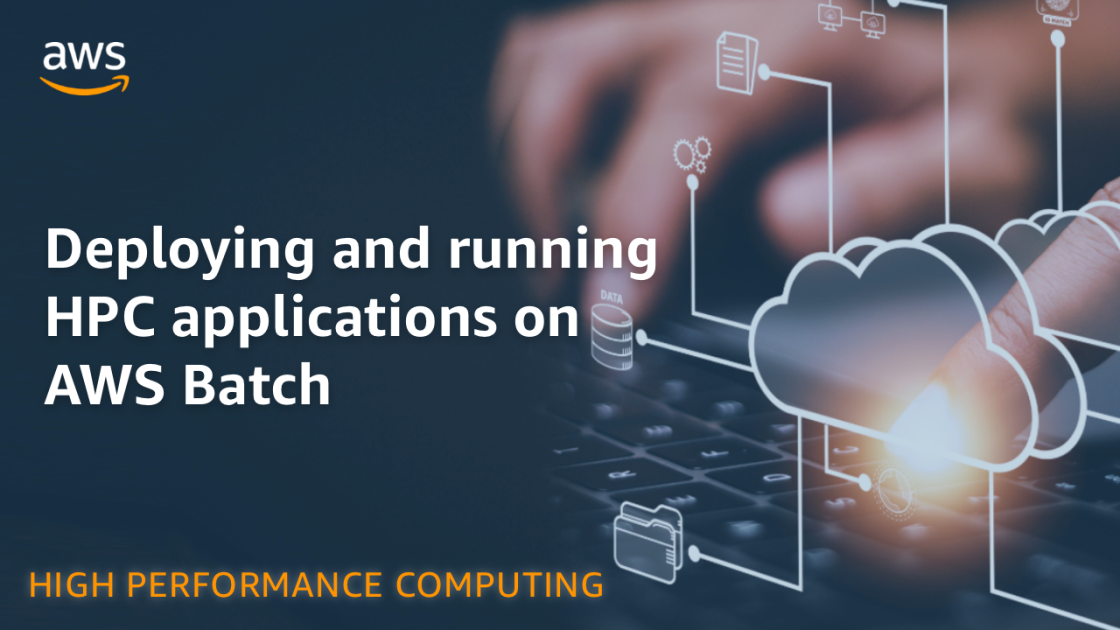 aws
Deploying and running
HPC applications on
AWS Batch
DATA
HIGH PERFORMANCE COMPUTING